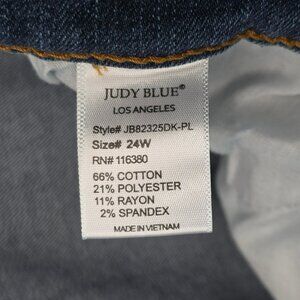 JUDY BLUE®
LOS ANGELES
Style# JB82325DK-PL
Size# 24W
RN# 116380
66% COTTON
21% POLYESTER
11% RAYON
2% SPANDEX
MADE IN VIETNAM